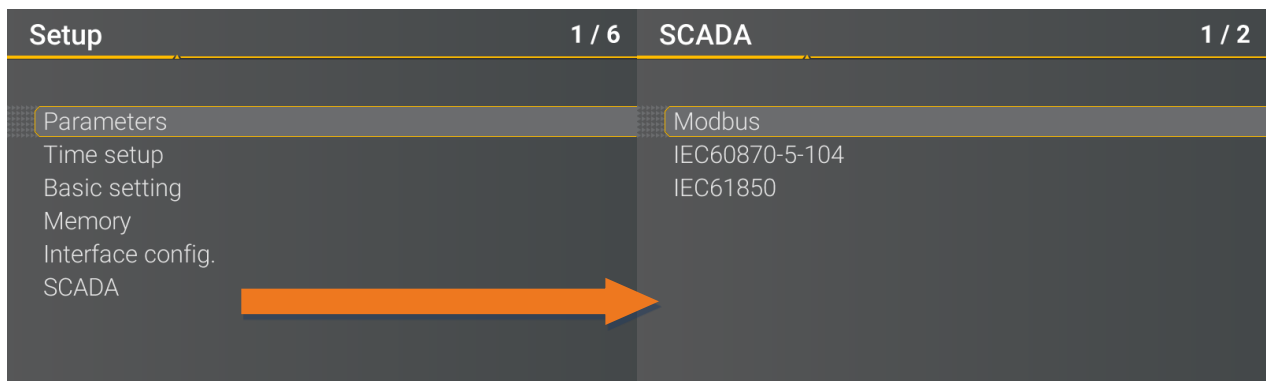 Setup 1 / 6
Parameters
Time setup
Basic setting
Memory
Interface config.
SCADA
SCADA 1 / 2
Modbus
IEC60870-5-104
IEC61850